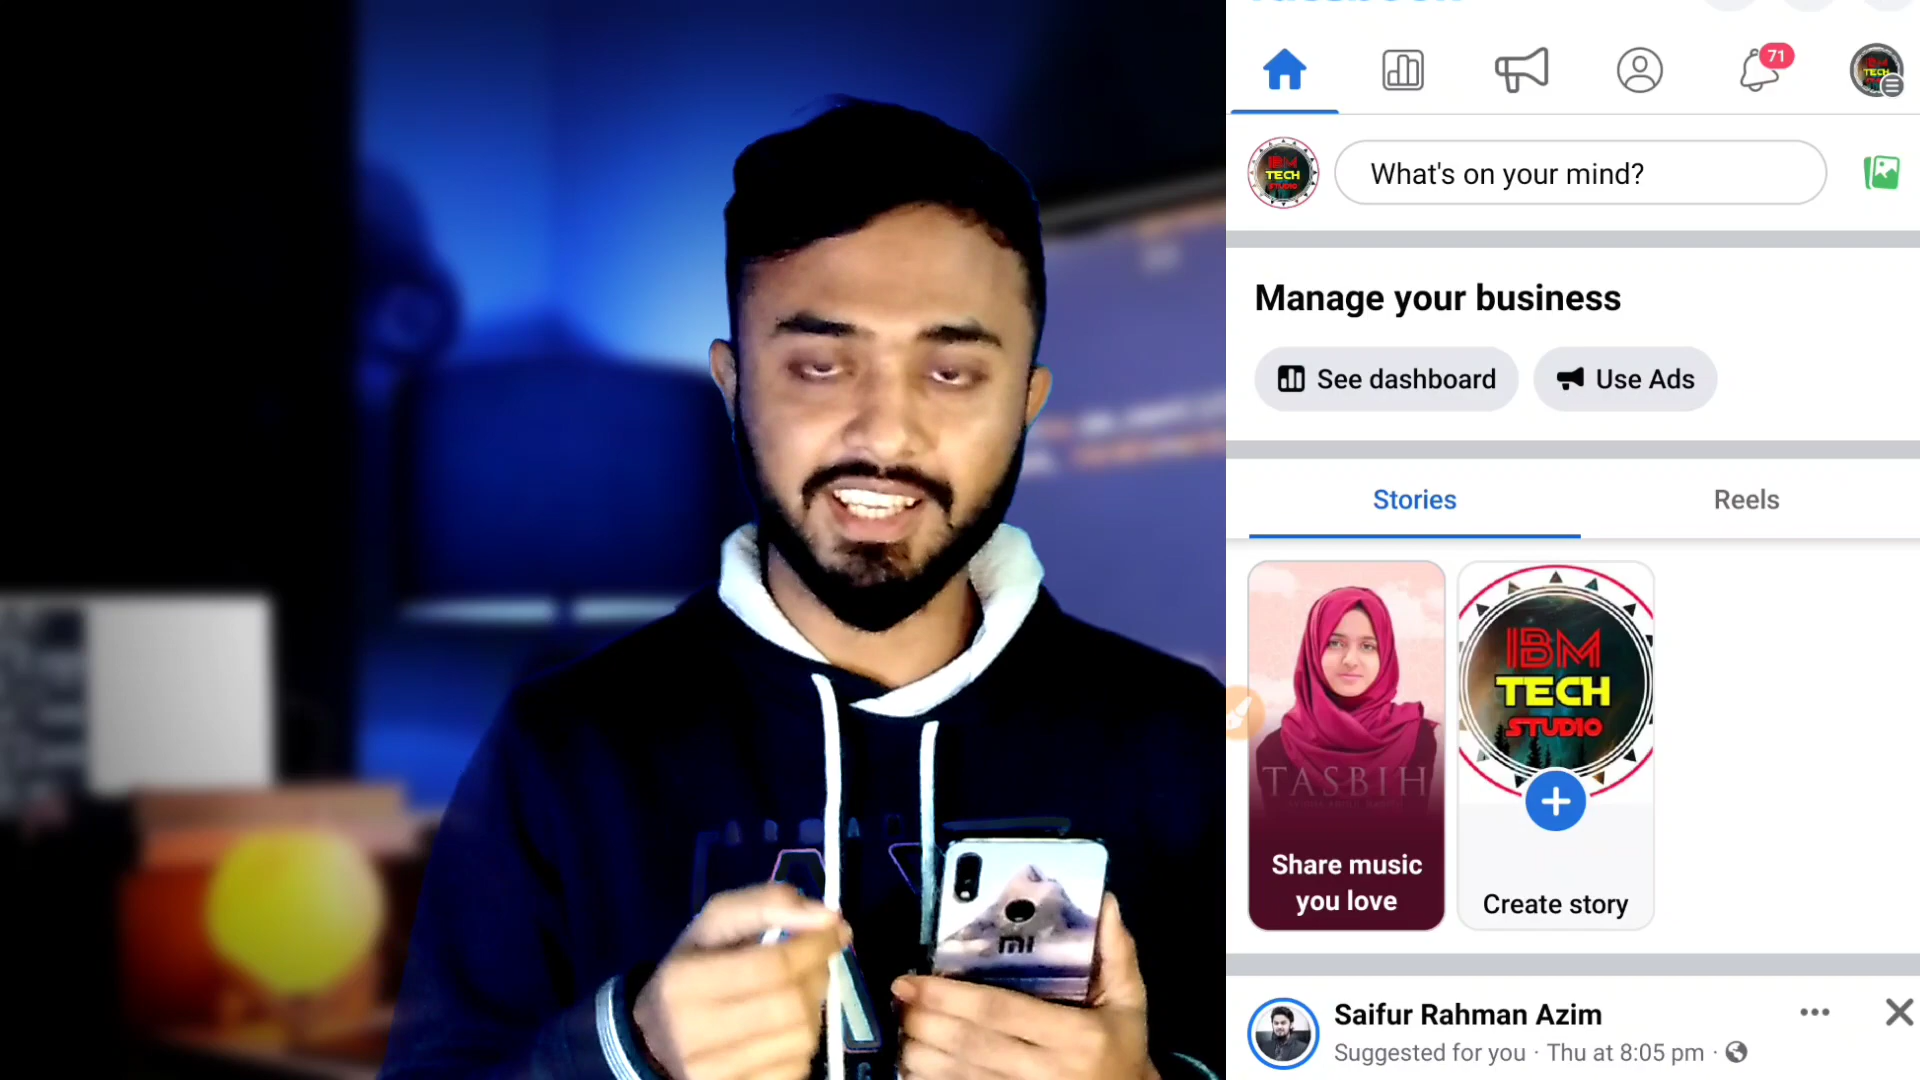 71
What's on your mind?
Manage your business
See dashboard
Use Ads
Stories
Reels
IBM
TECH
STUDIO
TASBIH
Share music
you love
Create story
mi
Saifur Rahman Azim
Suggested for you · Thu at 8:05 pm ·